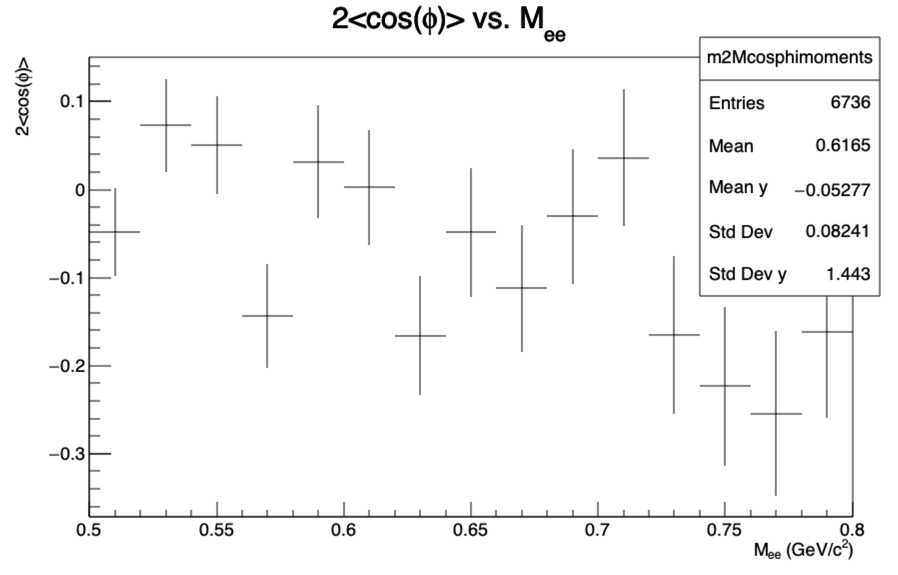 2<cos(ϕ)> vs. M_ee
m2Mcosphimoments
Entries 6736
Mean 0.6165
Mean y −0.05277
Std Dev 0.08241
Std Dev y 1.443
2<cos(ϕ)>
0.1
0
−0.1
−0.2
−0.3
0.5 0.55 0.6 0.65 0.7 0.75 0.8
M_ee (GeV/c²)